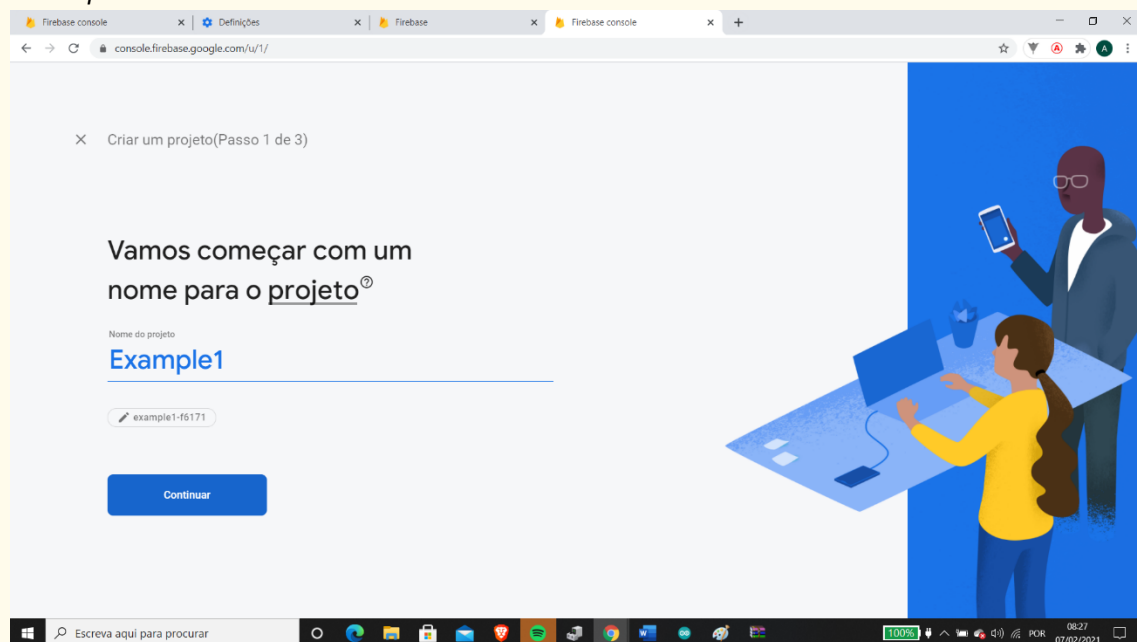 Firebase console
Definições
Firebase
Firebase console
console.firebase.google.com/u/1/
A
A
Criar um projeto(Passo 1 de 3)
Vamos começar com um
nome para o projeto
Nome do projeto
Example1
example1-f6171
Continuar
Escreva aqui para procurar
100%
POR
08:27
07/02/2021